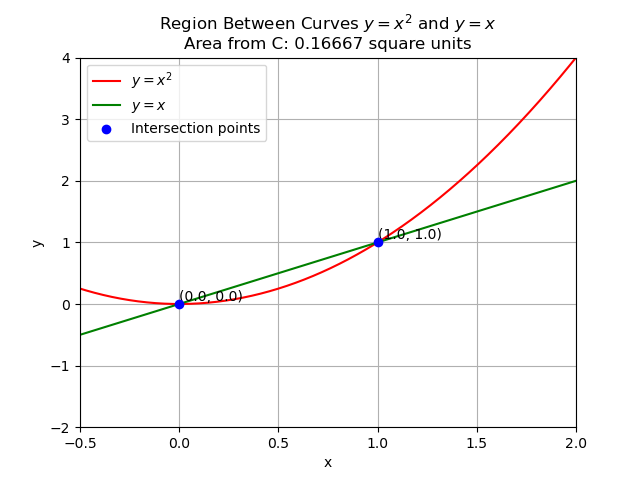 Region Between Curves y = x² and y = x
Area from C: 0.16667 square units
y = x²
y = x
Intersection points
4
3
2
1
0
−1
−2
y
(1.0, 1.0)
(0.0, 0.0)
−0.5
0.0
0.5
1.0
1.5
2.0
x